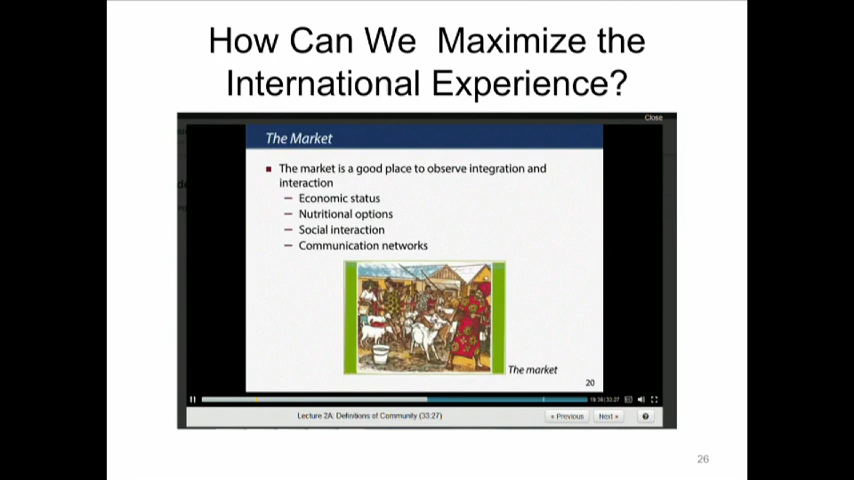 How Can We  Maximize the
International Experience?
Close
The Market
■ The market is a good place to observe integration and
interaction
– Economic status
– Nutritional options
– Social interaction
– Communication networks
The market
20
Lecture 2A: Definitions of Community (33:27)
« Previous
Next »
26